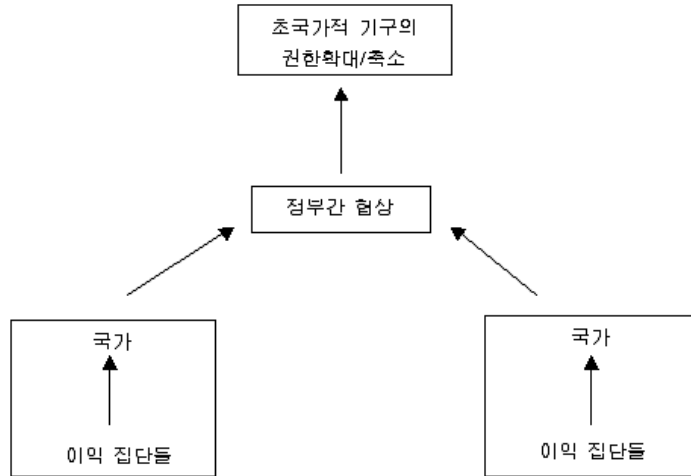 초국가적 기구의
권한확대/축소
정부간 협상
국가
이익 집단들
국가
이익 집단들